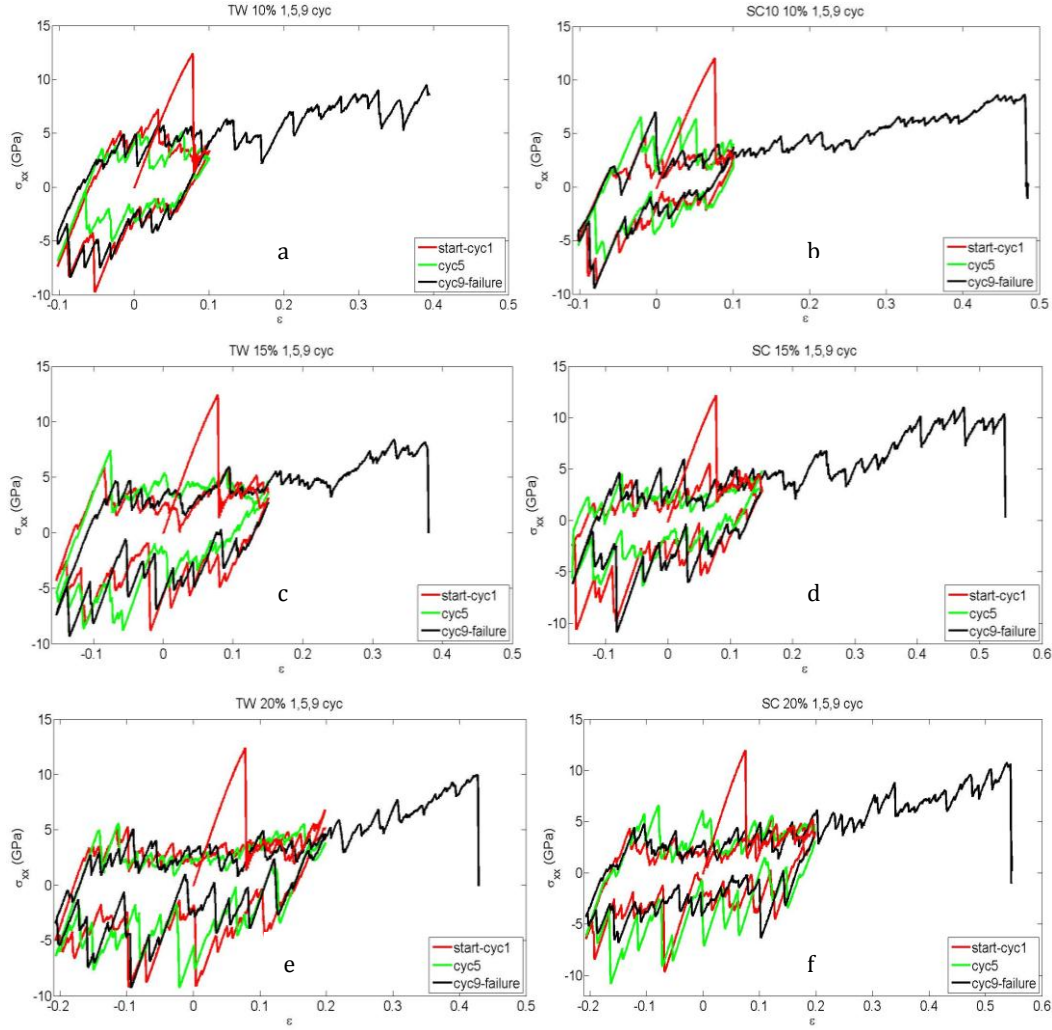 TW 10% 1,5,9 cyc
15
10
5
0
-5
-10
σxx (GPa)
-0.1 0 0.1 0.2 0.3 0.4 0.5
ε
start-cyc1
cyc5
cyc9-failure
a
SC10 10% 1,5,9 cyc
15
10
5
0
-5
-10
σxx (GPa)
-0.1 0 0.1 0.2 0.3 0.4 0.5
ε
start-cyc1
cyc5
cyc9-failure
b
TW 15% 1,5,9 cyc
15
10
5
0
-5
-10
σxx (GPa)
-0.1 0 0.1 0.2 0.3 0.4 0.5
ε
start-cyc1
cyc5
cyc9-failure
c
SC 15% 1,5,9 cyc
15
10
5
0
-5
-10
σxx (GPa)
-0.1 0 0.1 0.2 0.3 0.4 0.5 0.6
ε
start-cyc1
cyc5
cyc9-failure
d
TW 20% 1,5,9 cyc
15
10
5
0
-5
-10
σxx (GPa)
-0.2 -0.1 0 0.1 0.2 0.3 0.4 0.5
ε
start-cyc1
cyc5
cyc9-failure
e
SC 20% 1,5,9 cyc
15
10
5
0
-5
-10
σxx (GPa)
-0.2 -0.1 0 0.1 0.2 0.3 0.4 0.5 0.6
ε
start-cyc1
cyc5
cyc9-failure
f